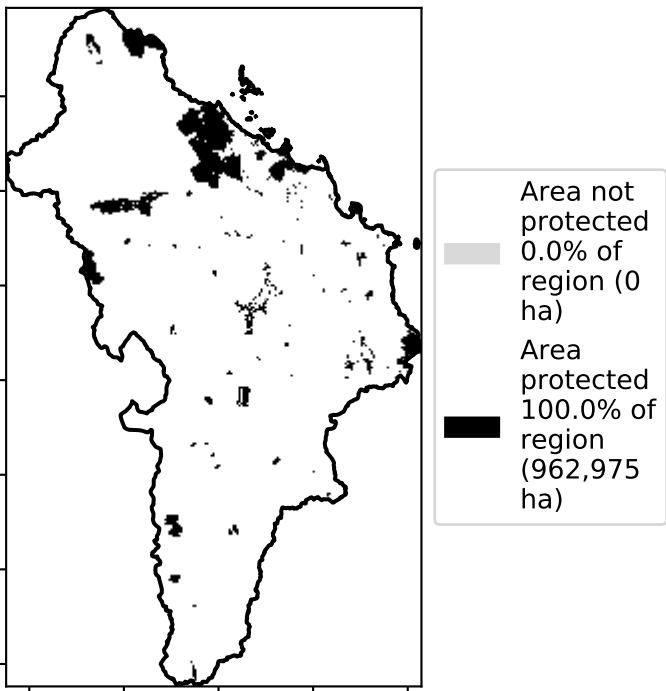 Area not
protected
0.0% of
region (0
ha)
Area
protected
100.0% of
region
(962,975
ha)